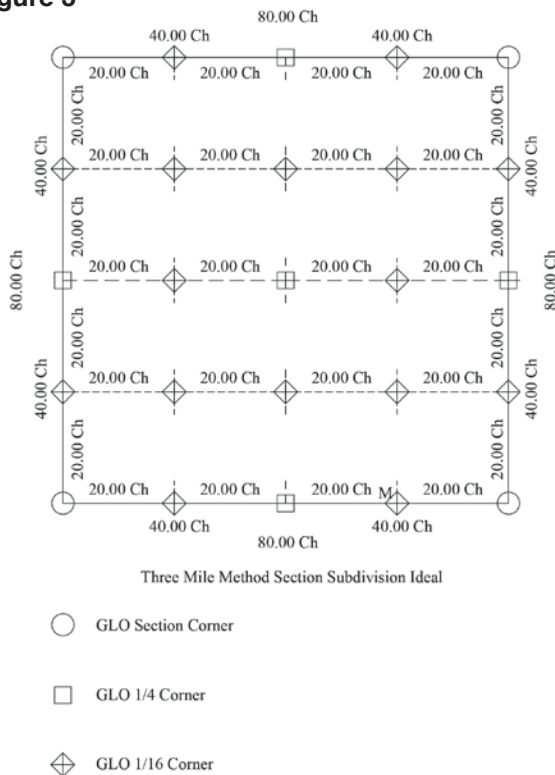 gure 8
80.00 Ch
40.00 Ch 40.00 Ch
20.00 Ch 20.00 Ch 20.00 Ch 20.00 Ch
20.00 Ch 20.00 Ch
40.00 Ch 20.00 Ch 20.00 Ch 20.00 Ch 20.00 Ch 40.00 Ch
20.00 Ch 20.00 Ch
80.00 Ch 20.00 Ch 20.00 Ch 20.00 Ch 20.00 Ch 80.00 Ch
20.00 Ch 20.00 Ch
40.00 Ch 20.00 Ch 20.00 Ch 20.00 Ch 20.00 Ch 40.00 Ch
20.00 Ch 20.00 Ch
20.00 Ch 20.00 Ch 20.00 Ch M 20.00 Ch
40.00 Ch 40.00 Ch
80.00 Ch
Three Mile Method Section Subdivision Ideal
GLO Section Corner
GLO 1/4 Corner
GLO 1/16 Corner